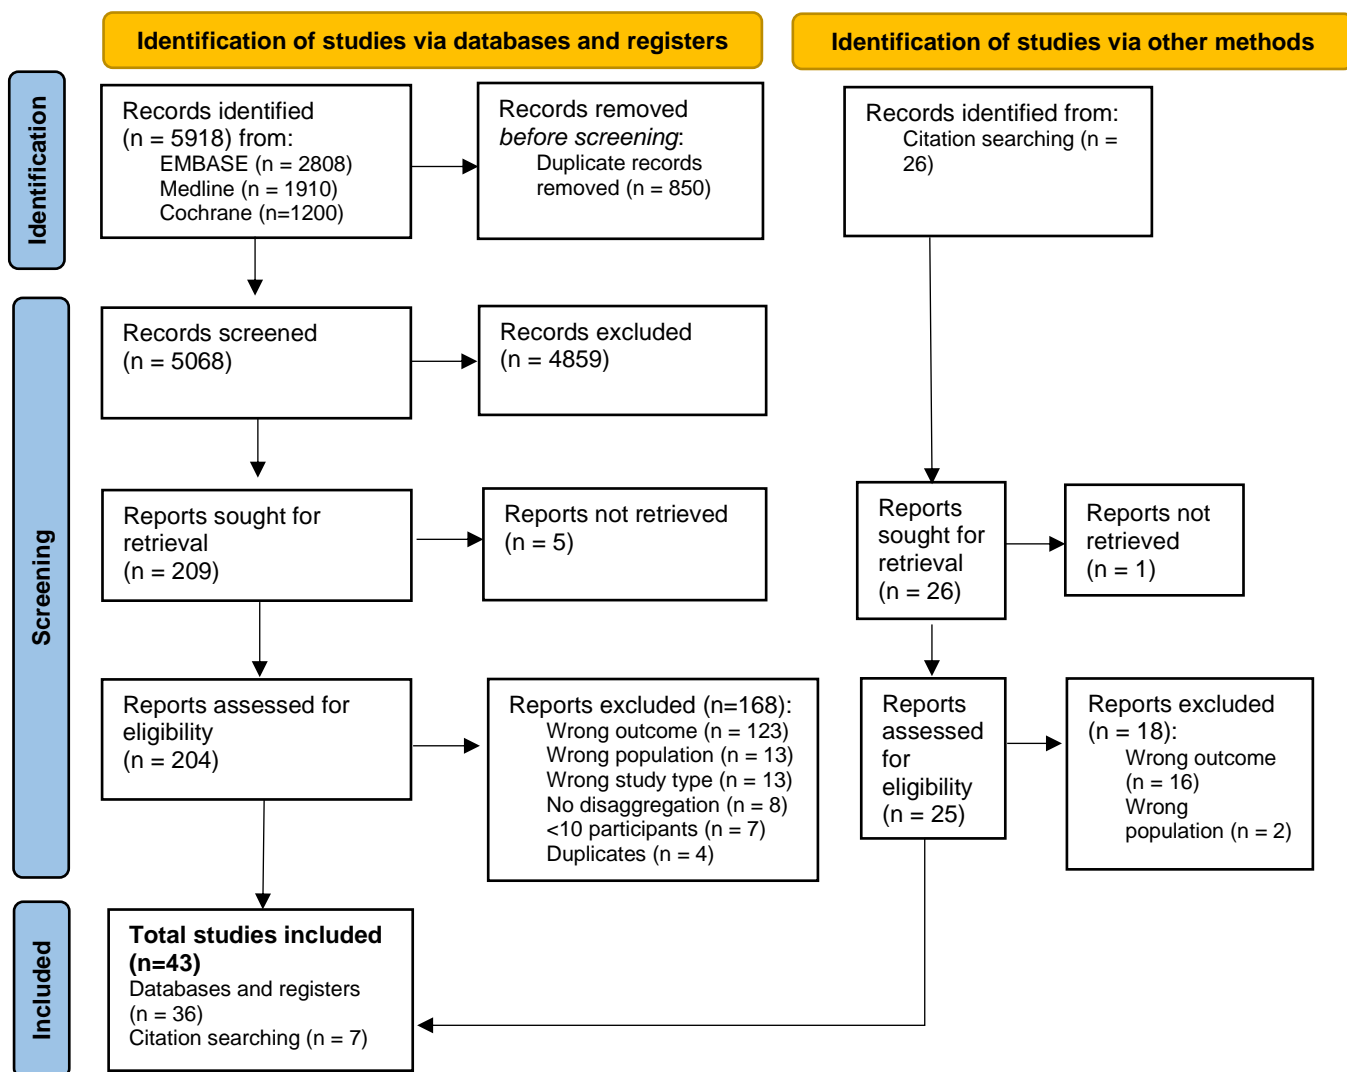 Identification of studies via databases and registers
Identification of studies via other methods
Identification
Records identified
(n = 5918) from:
EMBASE (n = 2808)
Medline (n = 1910)
Cochrane (n=1200)
Records removed
before screening:
Duplicate records
removed (n = 850)
Records identified from:
Citation searching (n =
26)
Screening
Records screened
(n = 5068)
Records excluded
(n = 4859)
Reports sought for
retrieval
(n = 209)
Reports not retrieved
(n = 5)
Reports
sought for
retrieval
(n = 26)
Reports not
retrieved
(n = 1)
Reports assessed for
eligibility
(n = 204)
Reports excluded (n=168):
Wrong outcome (n = 123)
Wrong population (n = 13)
Wrong study type (n = 13)
No disaggregation (n = 8)
<10 participants (n = 7)
Duplicates (n = 4)
Reports
assessed
for
eligibility
(n = 25)
Reports excluded
(n = 18):
Wrong outcome
(n = 16)
Wrong
population (n = 2)
Included
Total studies included
(n=43)
Databases and registers
(n = 36)
Citation searching (n = 7)